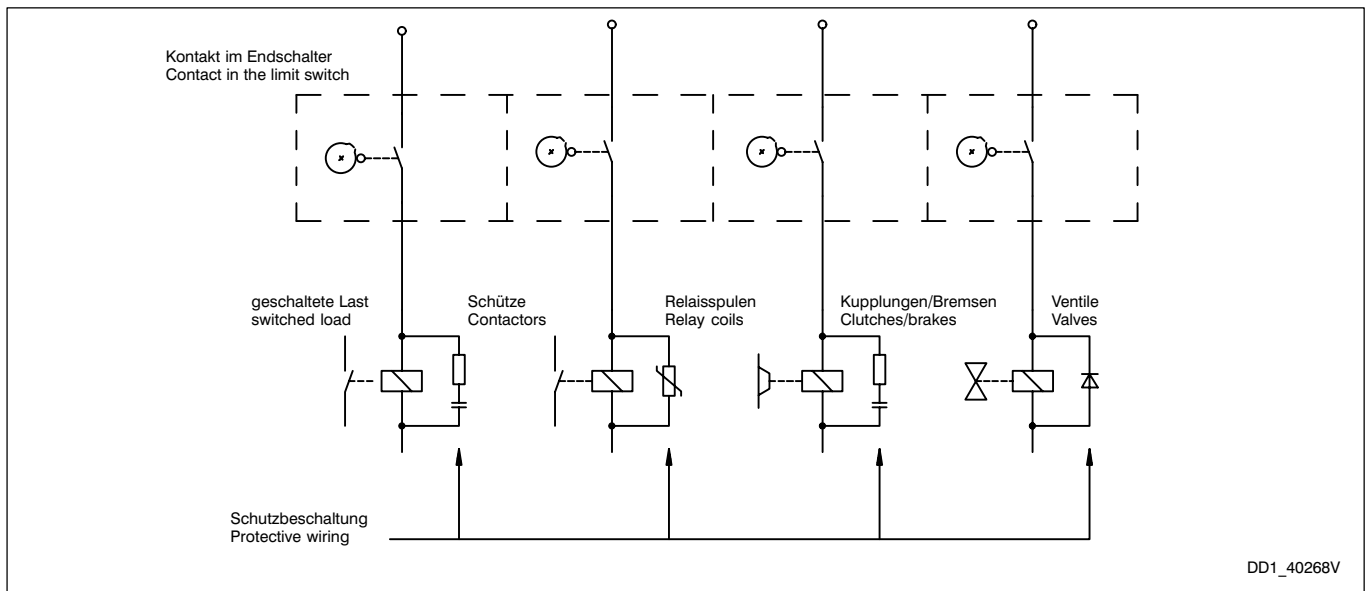 Kontakt im Endschalter
Contact in the limit switch
geschaltete Last
switched load
Schütze
Contactors
Relaisspulen
Relay coils
Kupplungen/Bremsen
Clutches/brakes
Ventile
Valves
Schutzbeschaltung
Protective wiring
DD1_40268V